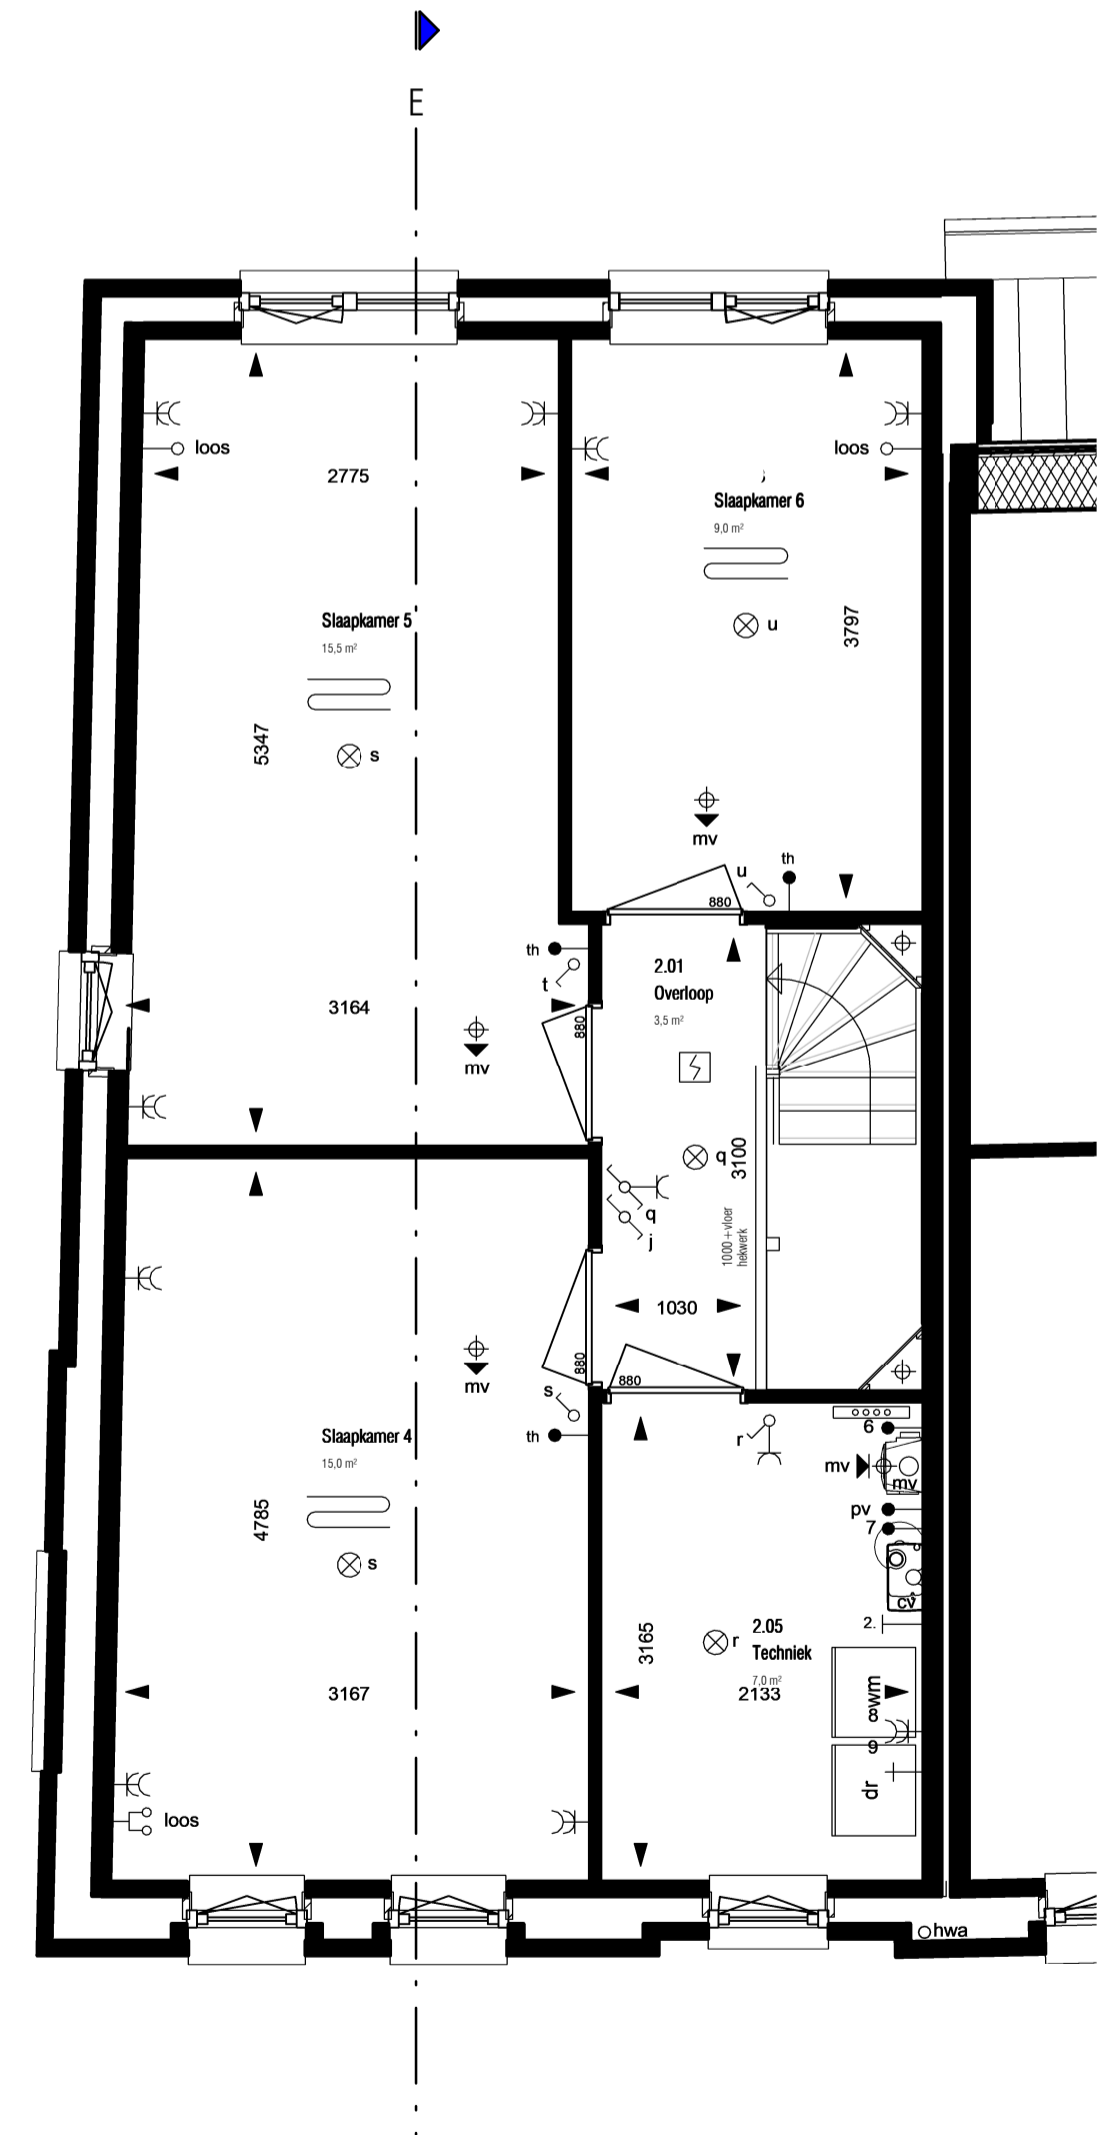 E
loos
loos
2775
Slaapkamer 6
9,0 m²
u
3797
Slaapkamer 5
15,5 m²
5347
s
mv
u
th
880
th
t
2.01
Overloop
3,5 m²
3164
880
mv
q
3100
q
j
1000+vloer
hekwerk
1030
880
880
mv
s
th
r
6
mv
mv
pv
7
cv
2.
Slaapkamer 4
15,0 m²
4785
s
3165
r
2.05
Techniek
7,0 m²
2133
3167
wm
8
9
dr
loos
hwa